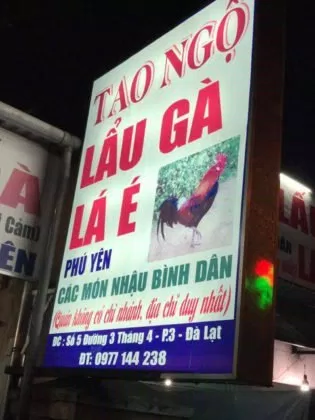 TAO NGỘ
LẨU GÀ
LÁ É
PHÚ YÊN
CÁC MÓN NHẬU BÌNH DÂN
(Quán không có chi nhánh, địa chỉ duy nhất)
ĐC : Số 5 Đường 3 Tháng 4 - P.3 - Đà Lạt
ĐT: 0977 144 238